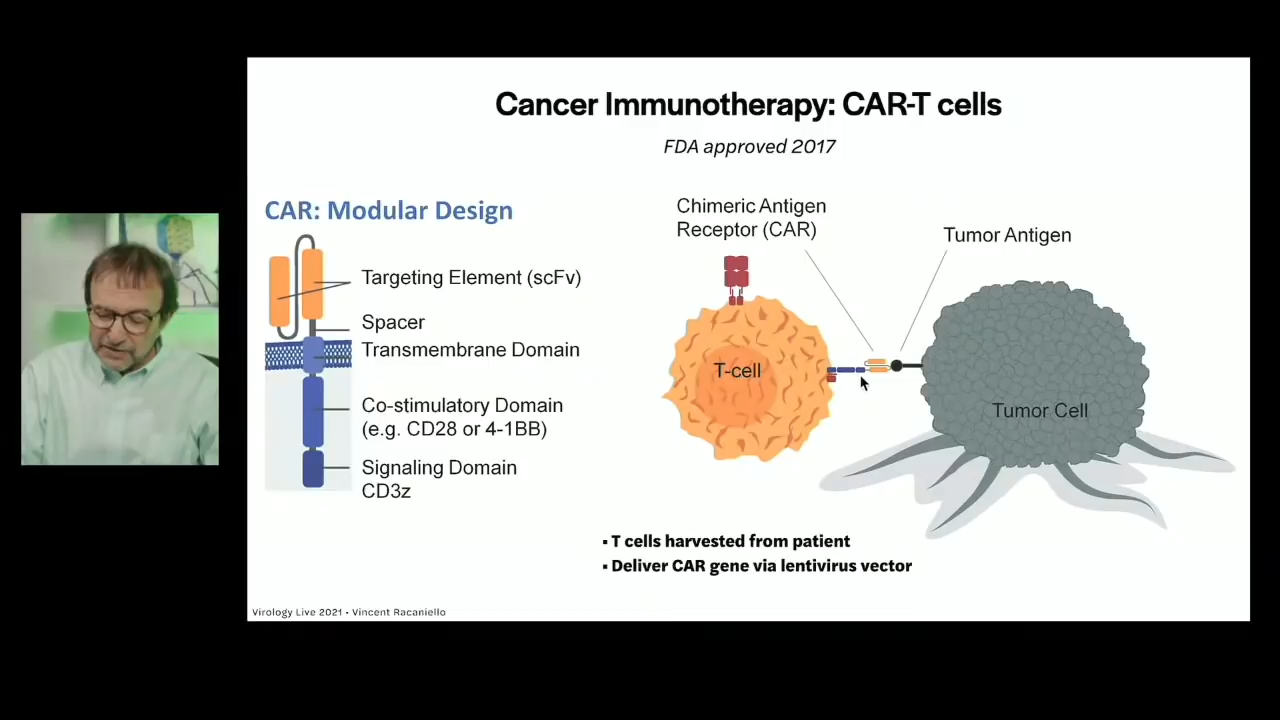 Cancer Immunotherapy: CAR-T cells
FDA approved 2017
CAR: Modular Design
Targeting Element (scFv)
Spacer
Transmembrane Domain
Co-stimulatory Domain
(e.g. CD28 or 4-1BB)
Signaling Domain
CD3z
Chimeric Antigen
Receptor (CAR)
Tumor Antigen
T-cell
Tumor Cell
▪ T cells harvested from patient
▪ Deliver CAR gene via lentivirus vector
Virology Live 2021 • Vincent Racaniello